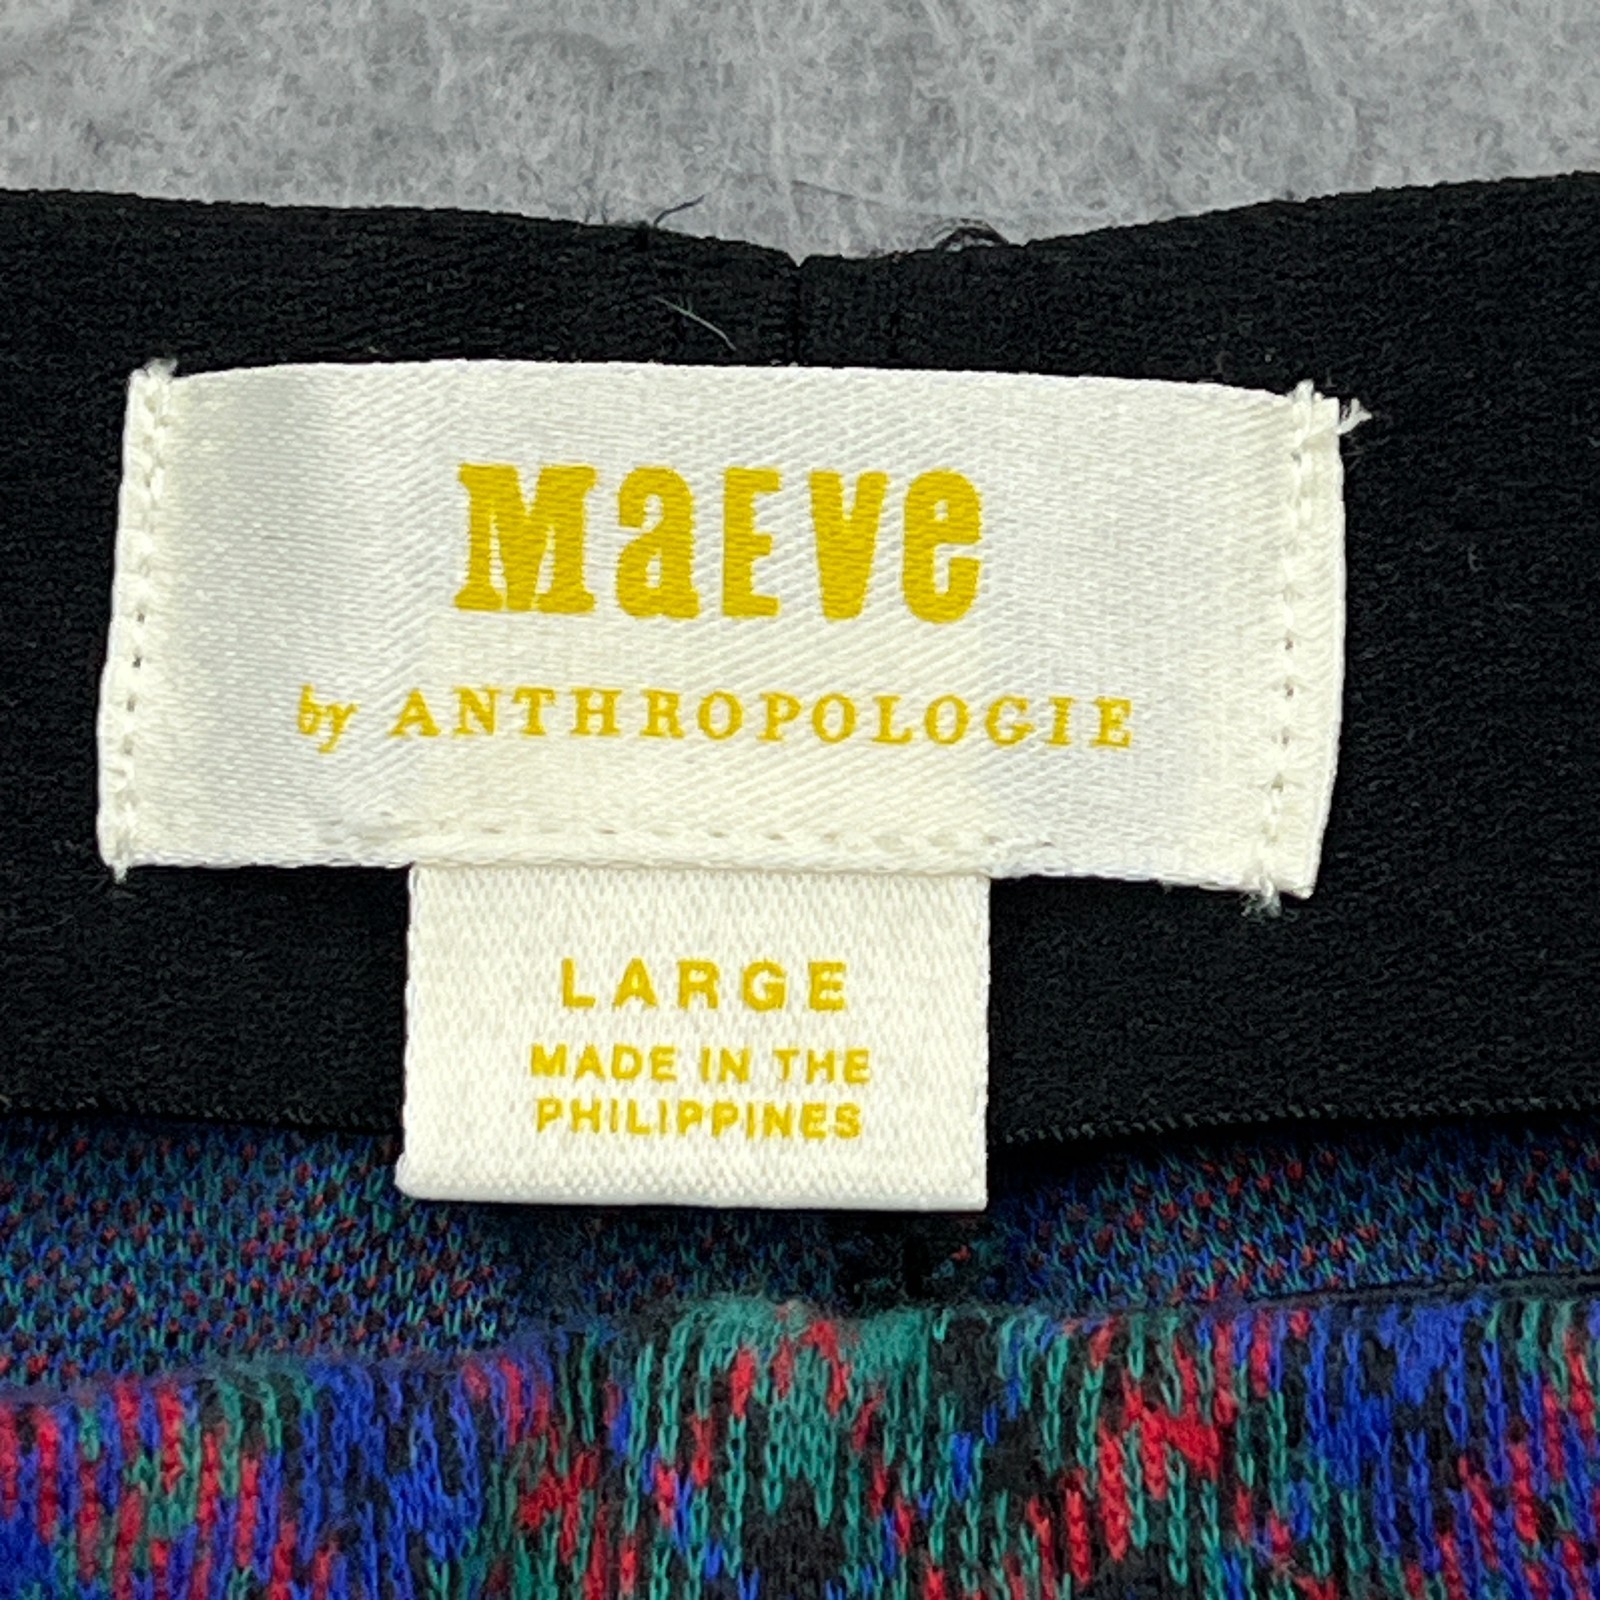 MaEVe
by ANTHROPOLOGIE
LARGE
MADE IN THE
PHILIPPINES